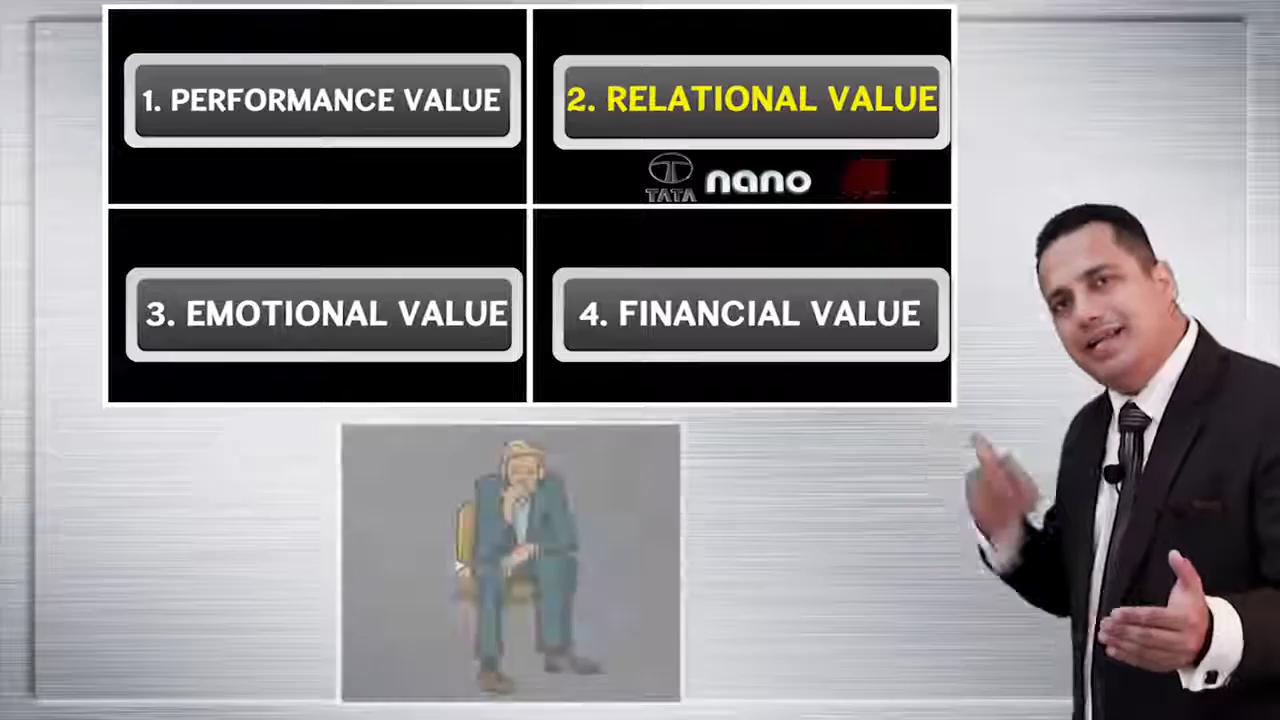 1. PERFORMANCE VALUE
2. RELATIONAL VALUE
TATA nano
3. EMOTIONAL VALUE
4. FINANCIAL VALUE